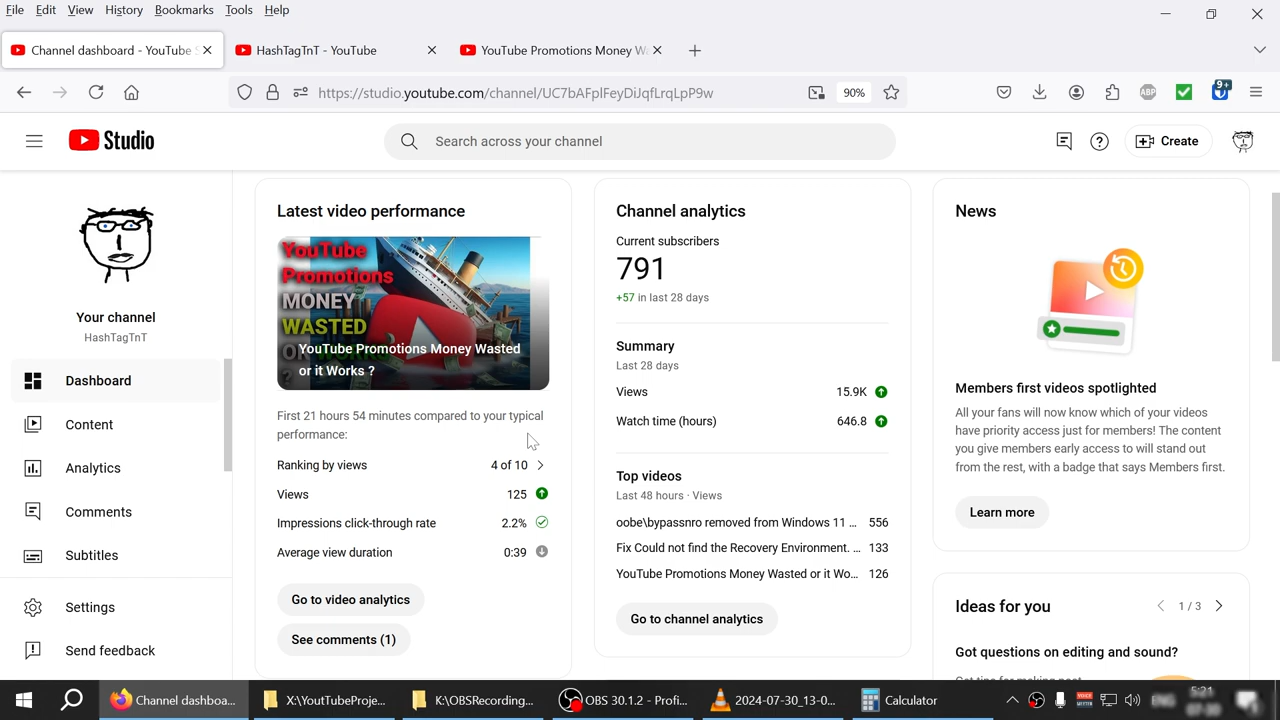 File Edit View History Bookmarks Tools Help
Channel dashboard - YouTube S
HashTagTnT - YouTube
YouTube Promotions Money Wa
https://studio.youtube.com/channel/UC7bAFpIFeyDiJqfLrqLpP9w
90%
ABP
9+
Studio
Search across your channel
Create
Your channel
HashTagTnT
Dashboard
Content
Analytics
Comments
Subtitles
Settings
Send feedback
Latest video performance
YouTube
Promotions
MONEY
WASTED
YouTube Promotions Money Wasted
or it Works ?
First 21 hours 54 minutes compared to your typical
performance:
Ranking by views 4 of 10
Views 125
Impressions click-through rate 2.2%
Average view duration 0:39
Go to video analytics
See comments (1)
Channel analytics
Current subscribers
791
+57 in last 28 days
Summary
Last 28 days
Views 15.9K
Watch time (hours) 646.8
Top videos
Last 48 hours · Views
oobe\bypassnro removed from Windows 11 ... 556
Fix Could not find the Recovery Environment. ... 133
YouTube Promotions Money Wasted or it Wo... 126
Go to channel analytics
News
Members first videos spotlighted
All your fans will now know which of your videos
have priority access just for members! The content
you give members early access to will stand out
from the rest, with a badge that says Members first.
Learn more
Ideas for you
1 / 3
Got questions on editing and sound?
Channel dashboa...
X:\YouTubeProje...
K:\OBSRecording...
OBS 30.1.2 - Profi...
2024-07-30_13-0...
Calculator
ENG
5:21
07-30